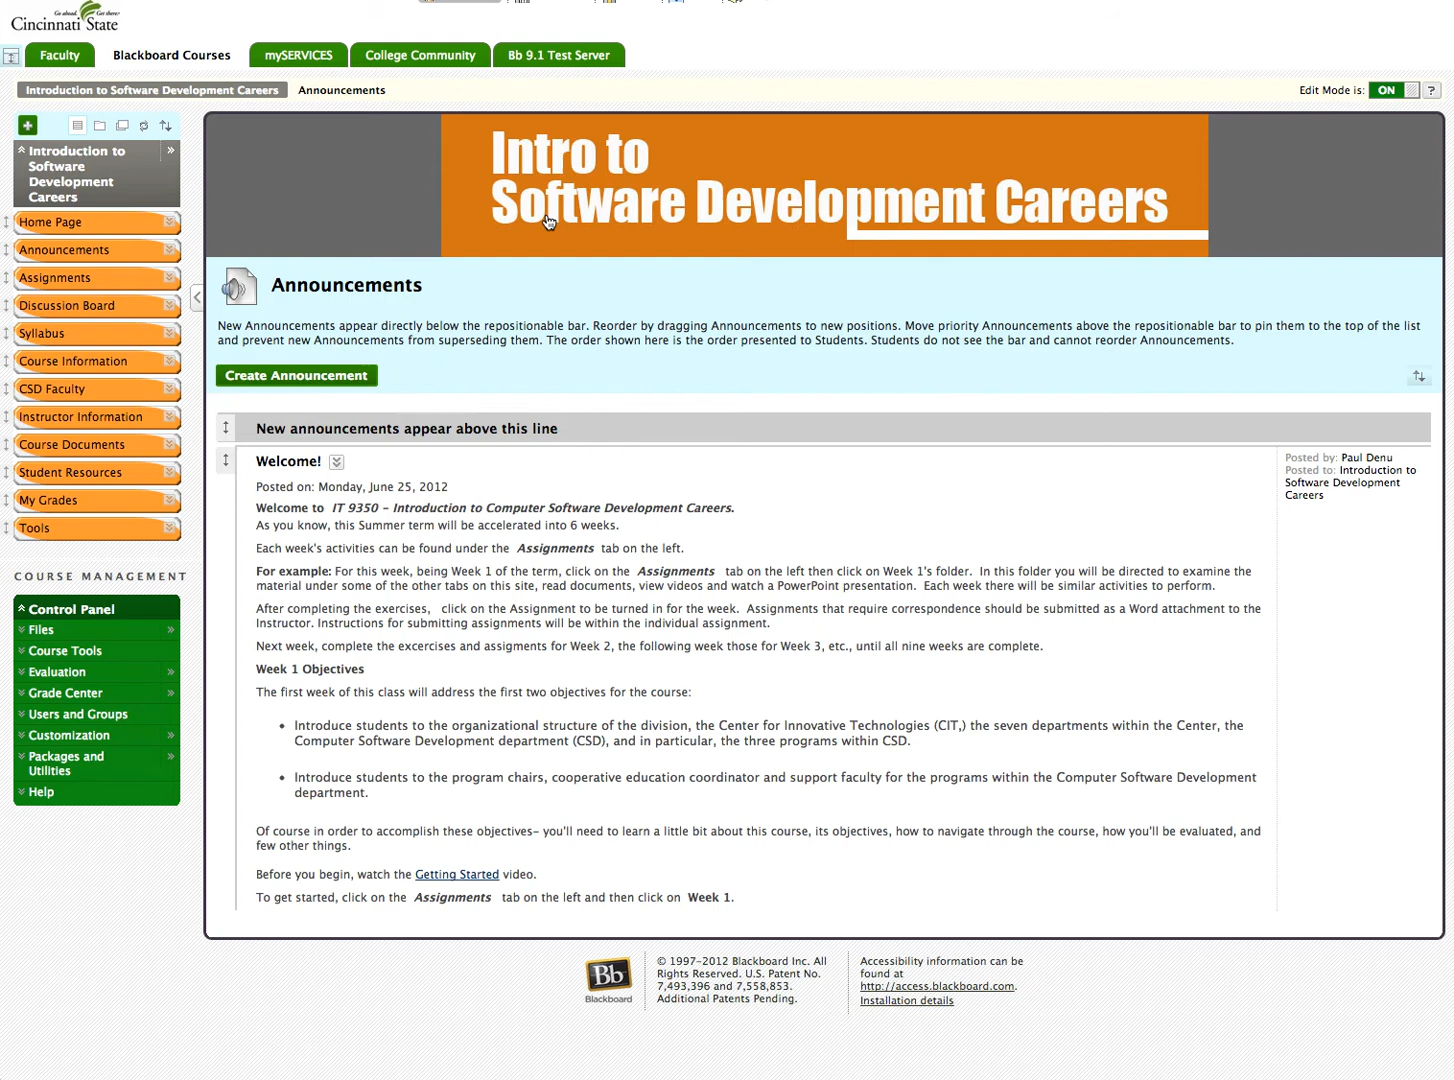 Go ahead. Get there.
Cincinnati State
Faculty
Blackboard Courses
mySERVICES
College Community
Bb 9.1 Test Server
Introduction to Software Development Careers
Announcements
Edit Mode is:
ON
?
Introduction to
Software
Development
Careers
Home Page
Announcements
Assignments
Discussion Board
Syllabus
Course Information
CSD Faculty
Instructor Information
Course Documents
Student Resources
My Grades
Tools
COURSE MANAGEMENT
Control Panel
Files
Course Tools
Evaluation
Grade Center
Users and Groups
Customization
Packages and
Utilities
Help
Intro to
Software Development Careers
Announcements
New Announcements appear directly below the repositionable bar. Reorder by dragging Announcements to new positions. Move priority Announcements above the repositionable bar to pin them to the top of the list
and prevent new Announcements from superseding them. The order shown here is the order presented to Students. Students do not see the bar and cannot reorder Announcements.
Create Announcement
New announcements appear above this line
Welcome!
Posted on: Monday, June 25, 2012
Welcome to IT 9350 – Introduction to Computer Software Development Careers.
As you know, this Summer term will be accelerated into 6 weeks.
Each week's activities can be found under the Assignments tab on the left.
For example: For this week, being Week 1 of the term, click on the Assignments tab on the left then click on Week 1's folder. In this folder you will be directed to examine the
material under some of the other tabs on this site, read documents, view videos and watch a PowerPoint presentation. Each week there will be similar activities to perform.
After completing the exercises, click on the Assignment to be turned in for the week. Assignments that require correspondence should be submitted as a Word attachment to the
Instructor. Instructions for submitting assignments will be within the individual assignment.
Next week, complete the excercises and assigments for Week 2, the following week those for Week 3, etc., until all nine weeks are complete.
Week 1 Objectives
The first week of this class will address the first two objectives for the course:
• Introduce students to the organizational structure of the division, the Center for Innovative Technologies (CIT,) the seven departments within the Center, the
Computer Software Development department (CSD), and in particular, the three programs within CSD.
• Introduce students to the program chairs, cooperative education coordinator and support faculty for the programs within the Computer Software Development
department.
Of course in order to accomplish these objectives– you'll need to learn a little bit about this course, its objectives, how to navigate through the course, how you'll be evaluated, and
few other things.
Before you begin, watch the Getting Started video.
To get started, click on the Assignments tab on the left and then click on Week 1.
Posted by: Paul Denu
Posted to: Introduction to
Software Development
Careers
Bb
Blackboard
© 1997–2012 Blackboard Inc. All
Rights Reserved. U.S. Patent No.
7,493,396 and 7,558,853.
Additional Patents Pending.
Accessibility information can be
found at
http://access.blackboard.com.
Installation details